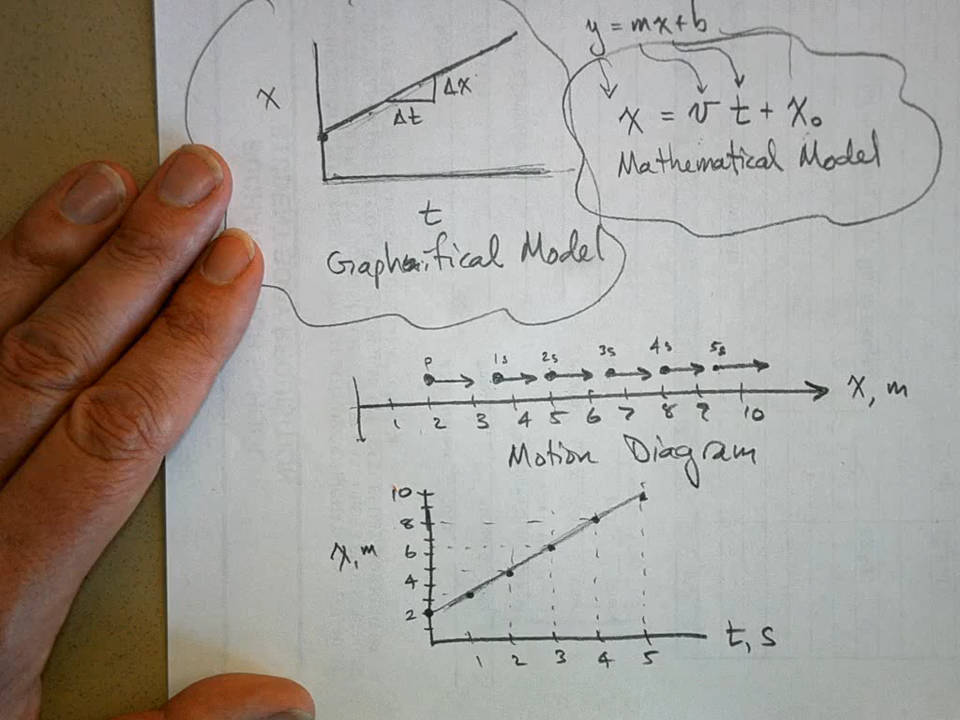 y = mx+b
x
Δx
Δt
x = v t + x₀
Mathematical Model
t
Graphical Model
0 1s 2s 3s 4s 5s
1 2 3 4 5 6 7 8 9 10
X, m
Motion Diagram
10
8
x, m
6
4
2
t, s
1 2 3 4 5